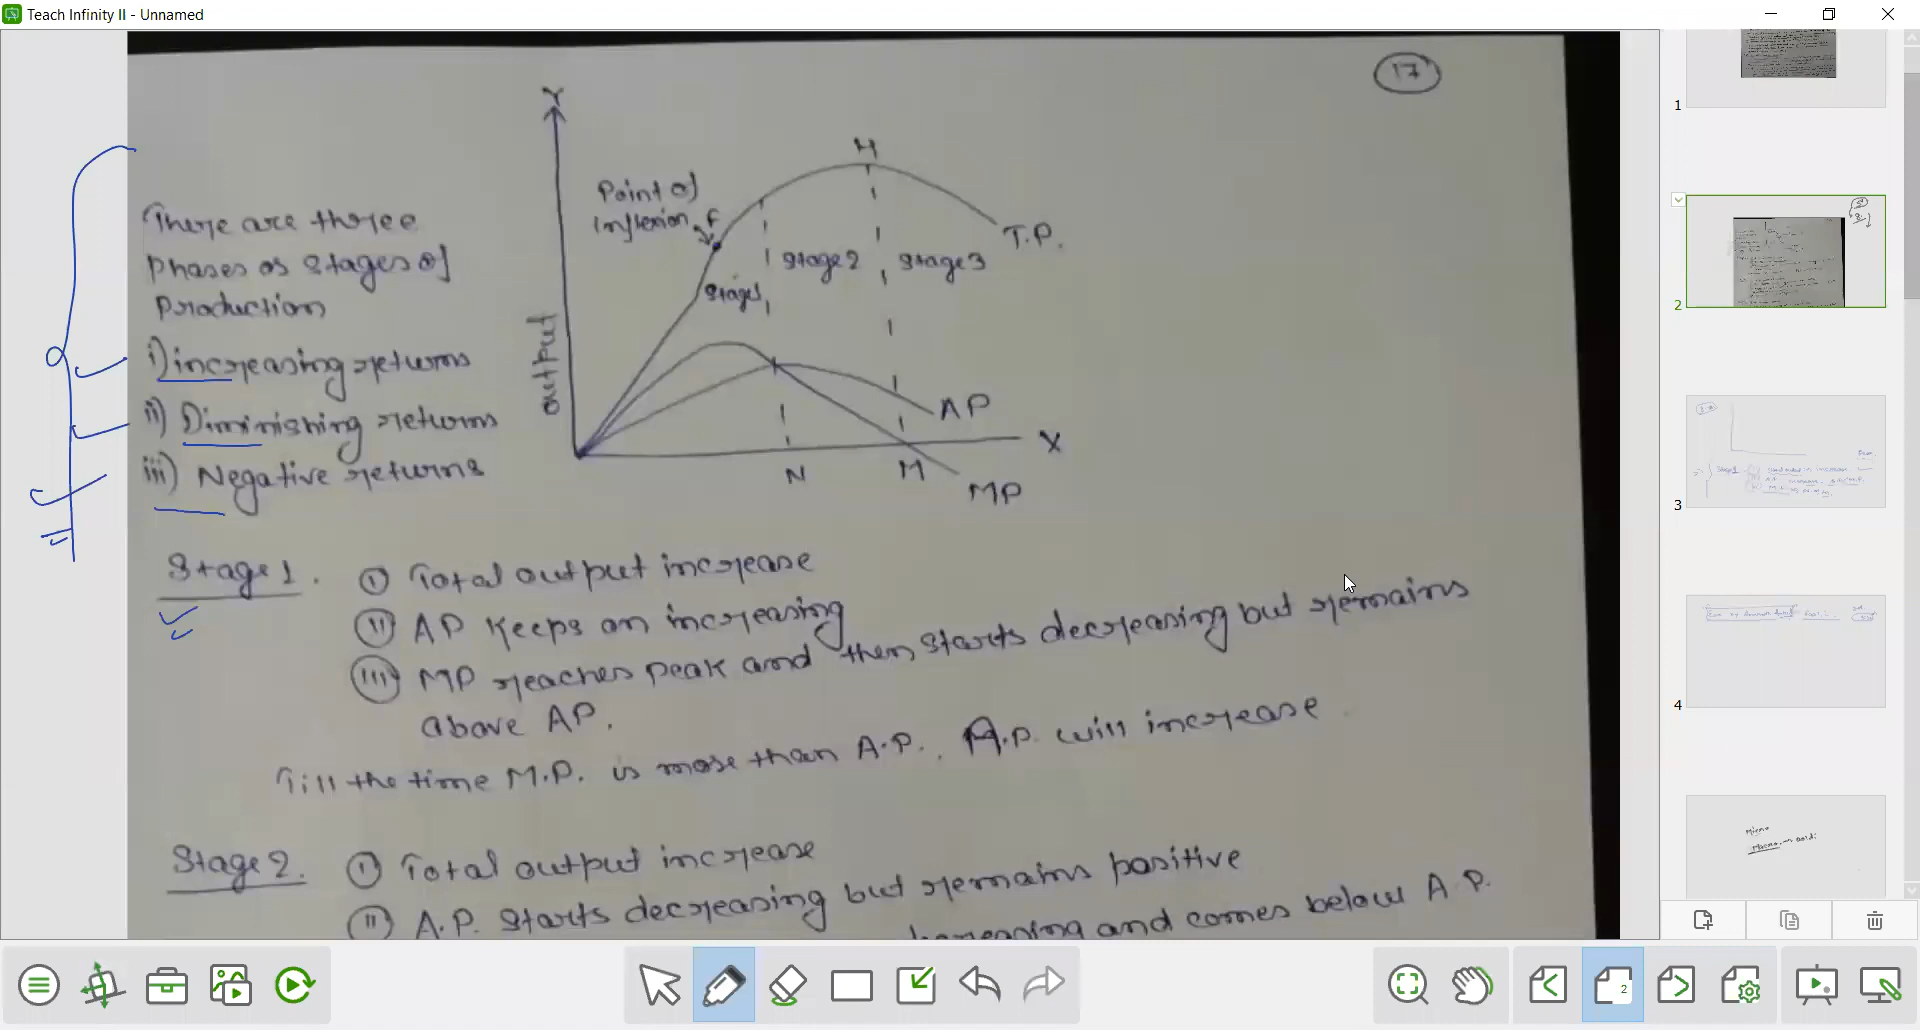 Teach Infinity II - Unnamed
17
Y
H
Point of
Inflexion F
T.P.
Stage 1
Stage 2
Stage 3
Output
AP
X
N
M
MP
There are three
Phases or Stages of
Production
i) increasing returns
ii) Diminishing returns
iii) Negative returns
Stage 1. (I) Total output increase
(II) AP Keeps on increasing
(III) MP reaches peak and then starts decreasing but remains
above AP.
Till the time M.P. is more than A.P., A.P. will increase
Stage 2. (I) Total output increase
(II) A.P. starts decreasing but remains positive
and comes below A.P.
1
2
3
4
2